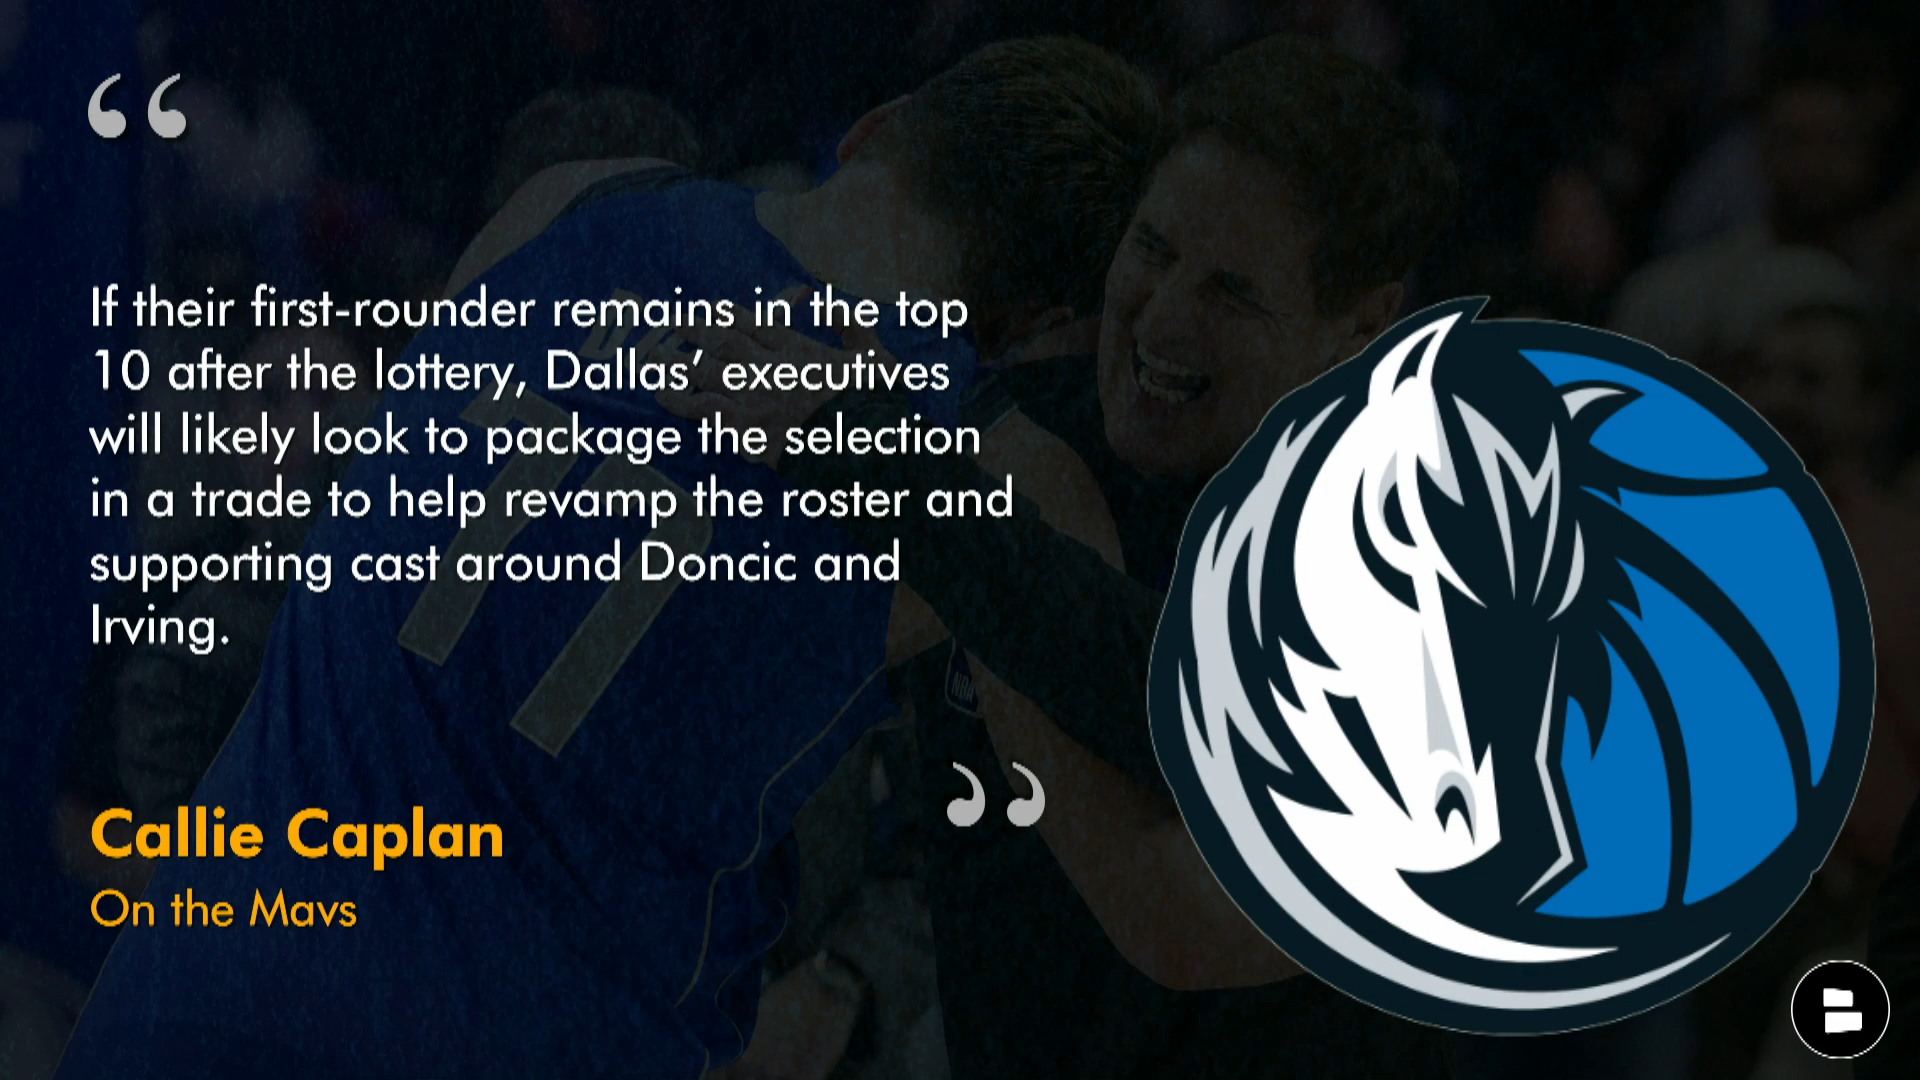 “
If their first-rounder remains in the top
10 after the lottery, Dallas’ executives
will likely look to package the selection
in a trade to help revamp the roster and
supporting cast around Doncic and
Irving.
”
Callie Caplan
On the Mavs
77
NBA